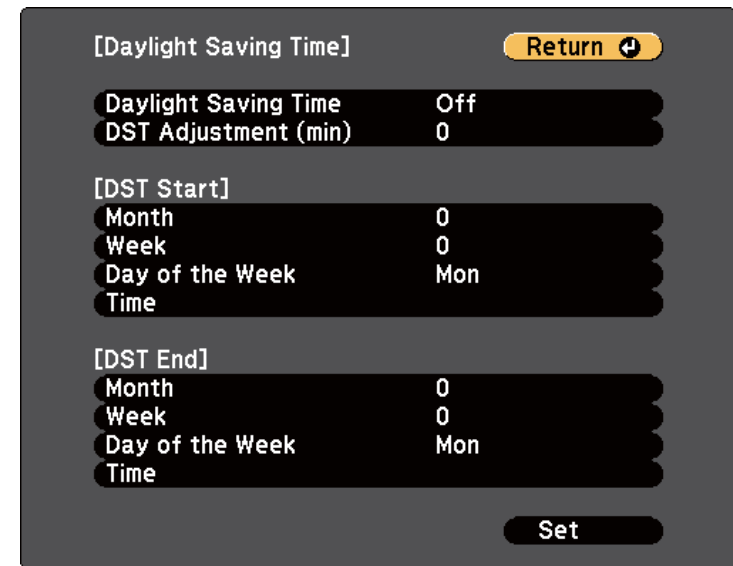 [Daylight Saving Time] Return
Daylight Saving Time Off
DST Adjustment (min) 0
[DST Start]
Month 0
Week 0
Day of the Week Mon
Time
[DST End]
Month 0
Week 0
Day of the Week Mon
Time
Set